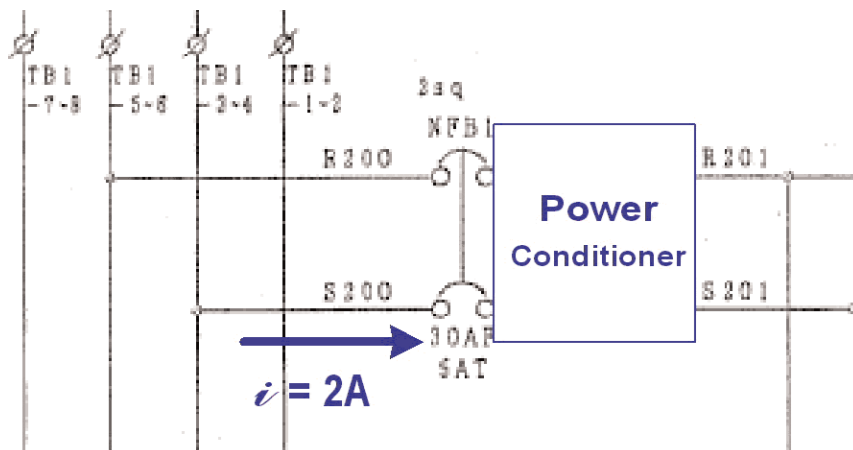 TB1 TB1 TB1 TB1
-7~8 -5~6 -3~4 -1~2
2sq
NFB1
R200
R201
Power
Conditioner
S200
S201
30AF
5AT
i = 2A